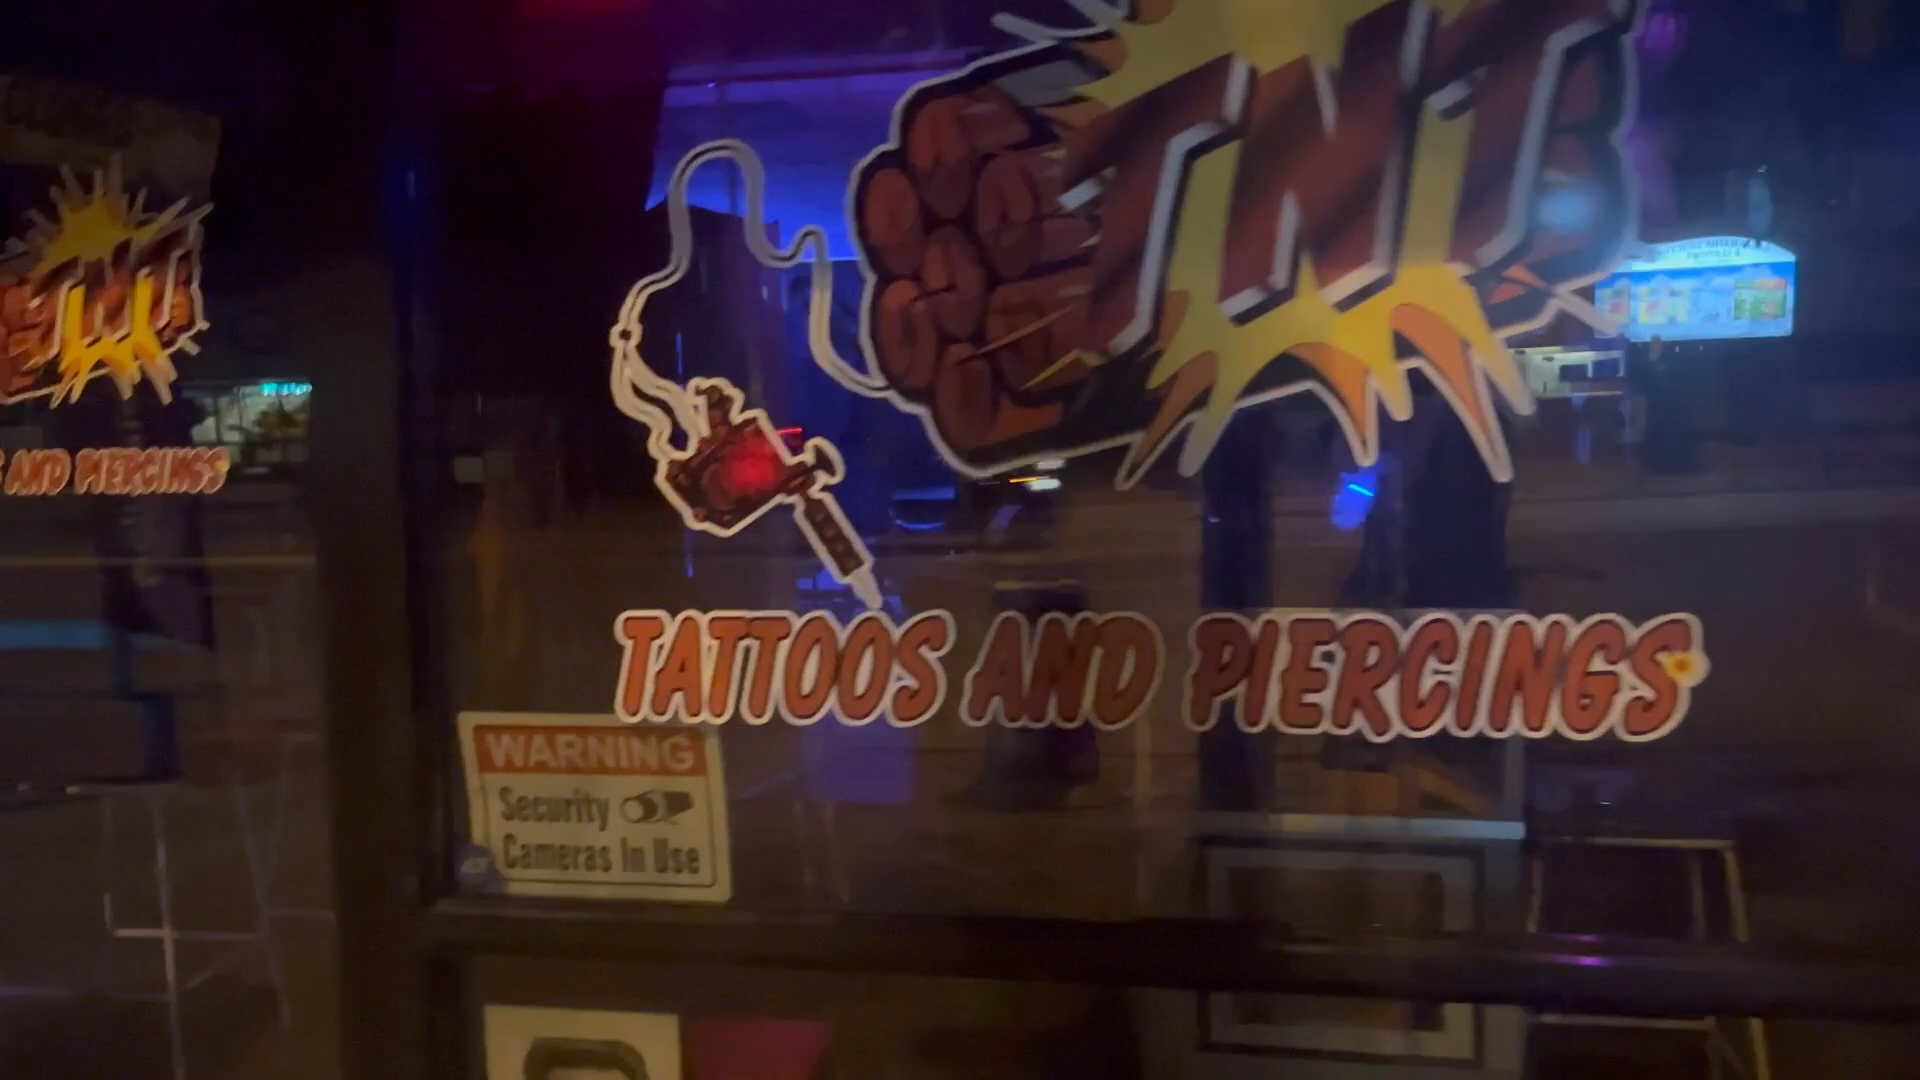 TNT
TATTOOS AND PIERCINGS
WARNING
Security
Cameras In Use
TNT
AND PIERCINGS